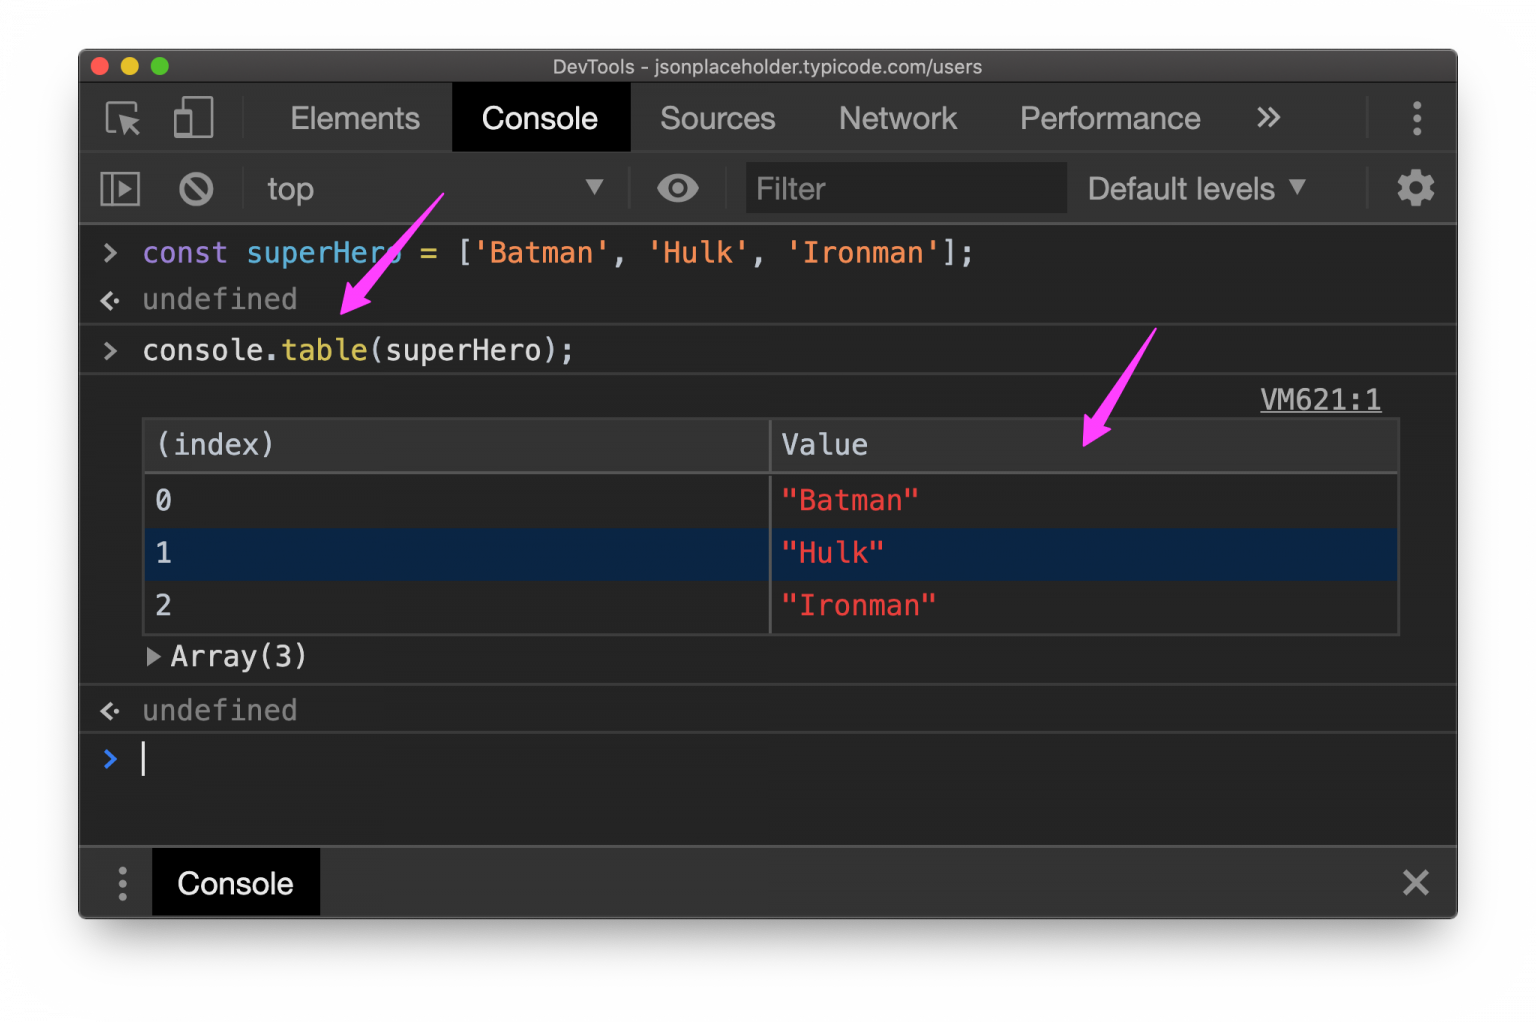 DevTools - jsonplaceholder.typicode.com/users
Elements Console Sources Network Performance
top Filter Default levels
const superHero = ['Batman', 'Hulk', 'Ironman'];
undefined
console.table(superHero);
VM621:1
(index) Value
0 "Batman"
1 "Hulk"
2 "Ironman"
Array(3)
undefined
Console